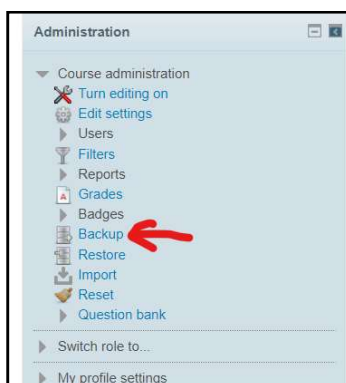 Administration
Course administration
Turn editing on
Edit settings
Users
Filters
Reports
Grades
Badges
Backup
Restore
Import
Reset
Question bank
Switch role to...
My profile settings